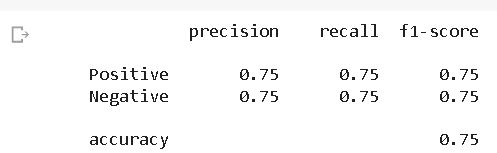 precision recall f1-score
Positive 0.75 0.75 0.75
Negative 0.75 0.75 0.75
accuracy 0.75